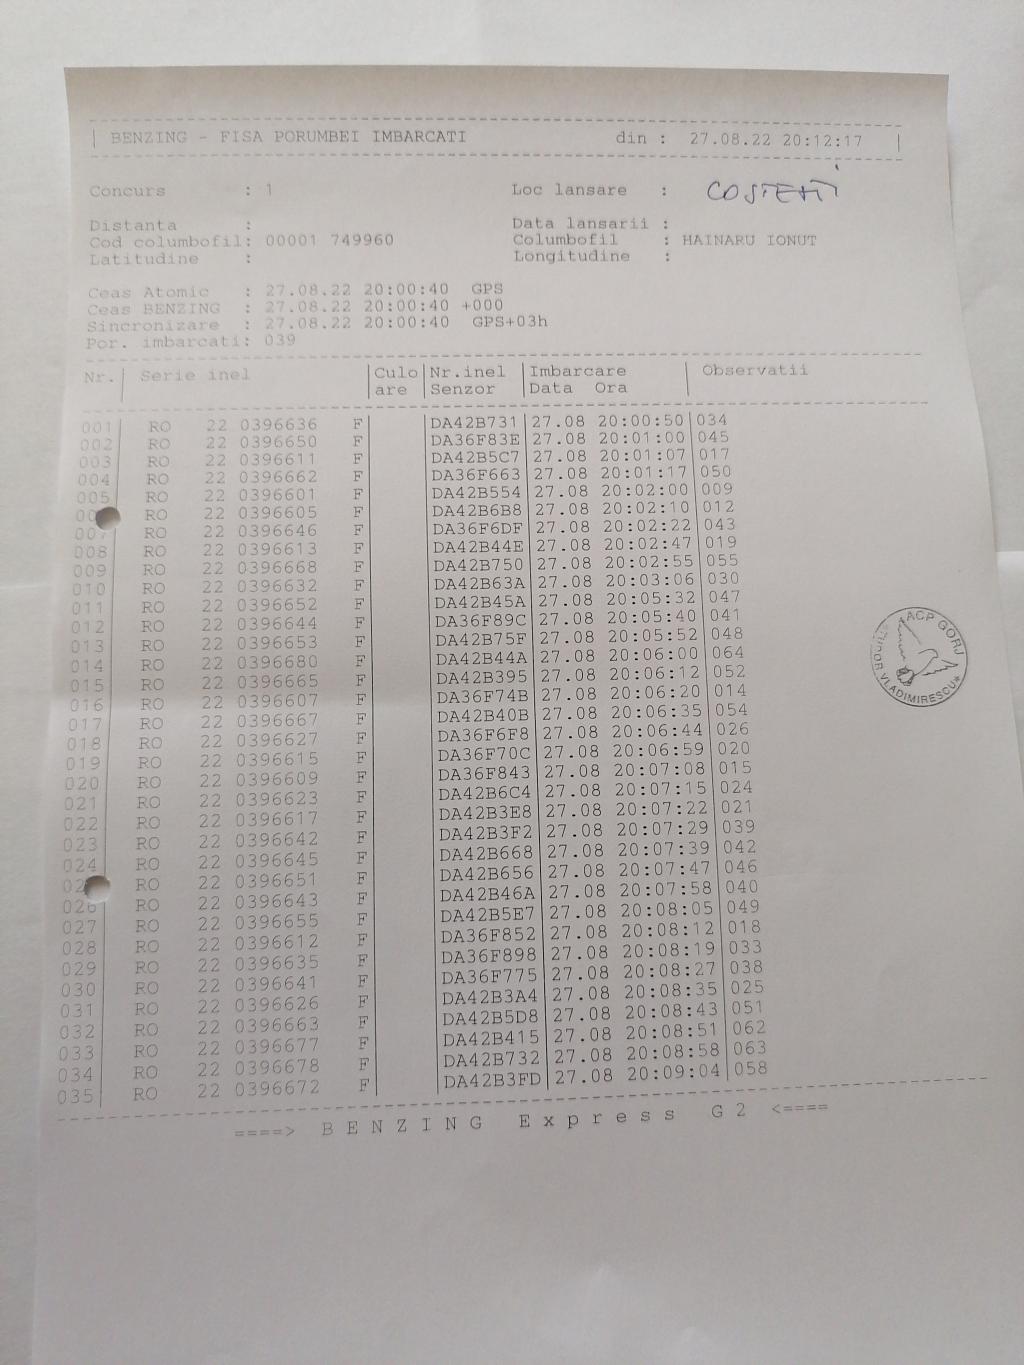 | BENZING - FISA PORUMBEI IMBARCATI din : 27.08.22 20:12:17 |
Concurs : 1 Loc lansare : COSTEȘTI
Distanta : Data lansarii :
Cod columbofil: 00001 749960 Columbofil : HAINARU IONUT
Latitudine : Longitudine :
Ceas Atomic : 27.08.22 20:00:40 GPS
Ceas BENZING : 27.08.22 20:00:40 +000
Sincronizare : 27.08.22 20:00:40 GPS+03h
Por. imbarcati: 039
Nr.| Serie inel |Culo |Nr.inel |Imbarcare | Observatii
are |Senzor |Data Ora
001| RO 22 0396636 F| |DA42B731|27.08 20:00:50|034
002| RO 22 0396650 F| |DA36F83E|27.08 20:01:00|045
003| RO 22 0396611 F| |DA42B5C7|27.08 20:01:07|017
004| RO 22 0396662 F| |DA36F663|27.08 20:01:17|050
005| RO 22 0396601 F| |DA42B554|27.08 20:02:00|009
RO 22 0396605 F| |DA42B6B8|27.08 20:02:10|012
007| RO 22 0396646 F| |DA36F6DF|27.08 20:02:22|043
008| RO 22 0396613 F| |DA42B44E|27.08 20:02:47|019
009| RO 22 0396668 F| |DA42B750|27.08 20:02:55|055
010| RO 22 0396632 F| |DA42B63A|27.08 20:03:06|030
011| RO 22 0396652 F| |DA42B45A|27.08 20:05:32|047
012| RO 22 0396644 F| |DA36F89C|27.08 20:05:40|041
013| RO 22 0396653 F| |DA42B75F|27.08 20:05:52|048
014| RO 22 0396680 F| |DA42B44A|27.08 20:06:00|064
015| RO 22 0396665 F| |DA42B395|27.08 20:06:12|052
016| RO 22 0396607 F| |DA36F74B|27.08 20:06:20|014
017| RO 22 0396667 F| |DA42B40B|27.08 20:06:35|054
018| RO 22 0396627 F| |DA36F6F8|27.08 20:06:44|026
019| RO 22 0396615 F| |DA36F70C|27.08 20:06:59|020
020| RO 22 0396609 F| |DA36F843|27.08 20:07:08|015
021| RO 22 0396623 F| |DA42B6C4|27.08 20:07:15|024
022| RO 22 0396617 F| |DA42B3E8|27.08 20:07:22|021
023| RO 22 0396642 F| |DA42B3F2|27.08 20:07:29|039
024| RO 22 0396645 F| |DA42B668|27.08 20:07:39|042
RO 22 0396651 F| |DA42B656|27.08 20:07:47|046
026| RO 22 0396643 F| |DA42B46A|27.08 20:07:58|040
027| RO 22 0396655 F| |DA42B5E7|27.08 20:08:05|049
028| RO 22 0396612 F| |DA36F852|27.08 20:08:12|018
029| RO 22 0396635 F| |DA36F898|27.08 20:08:19|033
030| RO 22 0396641 F| |DA36F775|27.08 20:08:27|038
031| RO 22 0396626 F| |DA42B3A4|27.08 20:08:35|025
032| RO 22 0396663 F| |DA42B5D8|27.08 20:08:43|051
033| RO 22 0396677 F| |DA42B415|27.08 20:08:51|062
034| RO 22 0396678 F| |DA42B732|27.08 20:08:58|063
035| RO 22 0396672 F| |DA42B3FD|27.08 20:09:04|058
====> B E N Z I N G E x p r e s s G 2 <====
ACP GORJ
VLADIMIRESCU*